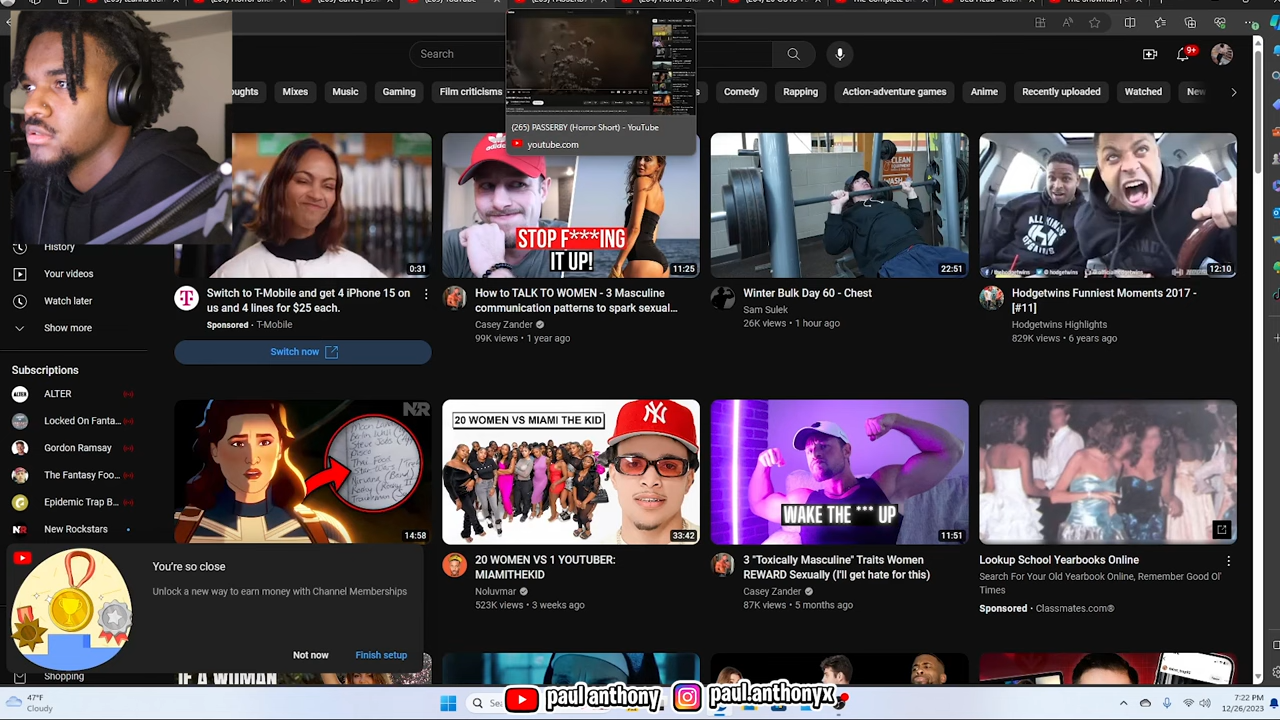 earch
9+
oughts
Mixes
Music
Film criticisms
Comedy
Shopping
Action-adventure games
Anime
Recently uploaded
Watched
New
(265) PASSERBY (Horror Short) - YouTube
youtube.com
STOP F***ING
IT UP!
CLEAN
EQUIPMENT
WASH
ALL
KINGS
0:31
11:25
22:51
12:10
History
Your videos
Watch later
Show more
Subscriptions
ALTER
Locked On Fanta...
Gordon Ramsay
The Fantasy Foo...
Epidemic Trap B...
New Rockstars
Switch to T-Mobile and get 4 iPhone 15 on
us and 4 lines for $25 each.
Sponsored · T-Mobile
Switch now
How to TALK TO WOMEN - 3 Masculine
communication patterns to spark sexual...
Casey Zander
99K views • 1 year ago
Winter Bulk Day 60 - Chest
Sam Sulek
26K views • 1 hour ago
Hodgetwins Funniest Moments 2017 -
[#11]
Hodgetwins Highlights
829K views • 6 years ago
NR
14:58
20 WOMEN VS MIAMI THE KID
33:42
WAKE THE *** UP
11:51
20 WOMEN VS 1 YOUTUBER:
MIAMITHEKID
Noluvmar
523K views • 3 weeks ago
3 "Toxically Masculine" Traits Women
REWARD Sexually (I'll get hate for this)
Casey Zander
87K views • 5 months ago
Lookup School Yearbooks Online
Search For Your Old Yearbook Online, Remember Good Ol'
Times
Sponsored · Classmates.com®
You're so close
Unlock a new way to earn money with Channel Memberships
Not now
Finish setup
Shopping
IF A WOMAN
paul anthony
paul.anthonyx
47°F
Cloudy
7:22 PM
12/26/2023